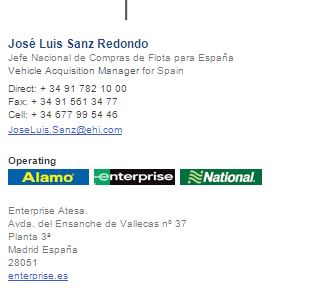 José Luis Sanz Redondo
Jefe Nacional de Compras de Flota para España
Vehicle Acquisition Manager for Spain
Direct: + 34 91 782 10 00
Fax: + 34 91 561 34 77
Cell: + 34 677 99 54 46
JoseLuis.Sanz@ehi.com
Operating
Alamo enterprise National.
Enterprise Atesa.
Avda. del Ensanche de Vallecas nº 37
Planta 3ª
Madrid España
28051
enterprise.es